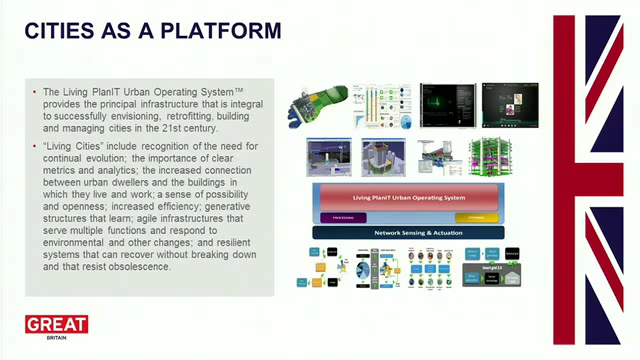 CITIES AS A PLATFORM
• The Living PlanIT Urban Operating System™
provides the principal infrastructure that is integral
to successfully envisioning, retrofitting, building
and managing cities in the 21st century.
• “Living Cities” include recognition of the need for
continual evolution; the importance of clear
metrics and analytics; the increased connection
between urban dwellers and the buildings in
which they live and work; a sense of possibility
and openness; increased efficiency; generative
structures that learn; agile infrastructures that
serve multiple functions and respond to
environmental and other changes; and resilient
systems that can recover without breaking down
and that resist obsolescence.
Living PlanIT Urban Operating System
PROCESSING
STORAGE
Network Sensing & Actuation
GREAT
BRITAIN